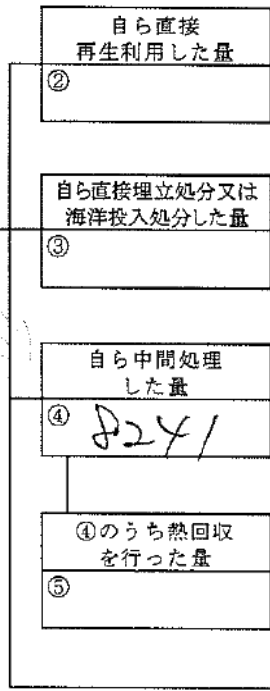 自ら直接
再生利用した量
②
自ら直接埋立処分又は
海洋投入処分した量
③
自ら中間処理
した量
④ 8241
④のうち熱回収
を行った量
⑤